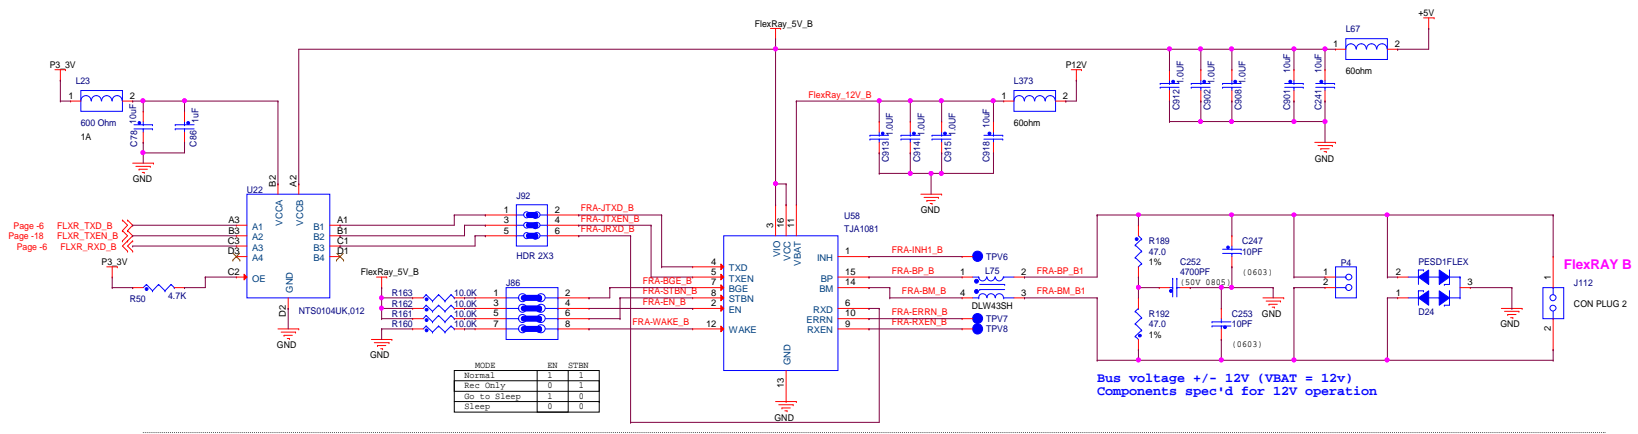 FlexRay_5V_B
+5V
L67
1 2
60ohm
P3_3V
L23
1 2
600 Ohm
1A
C78 10uF
C86 1uF
GND
P12V
L373
1 2
60ohm
FlexRay_12V_B
C913 1.0UF
C914 1.0UF
C915 1.0UF
C918 10uF
GND
C912 1.0UF
C902 1.0UF
C908 1.0UF
C901 10uF
C241 10uF
GND
U22
B2 A2
VCCA VCCB
Page -6 FLXR_TXD_B A3 A1 B1 A1
Page -18 FLXR_TXEN_B B3 A2 B2 B1
Page -6 FLXR_RXD_B C3 A3 B3 C1
D3 A4 B4 D1
P3_3V
R50 4.7K
C2 OE
GND
D2
NTS0104UK,012
GND
J92
1 2 FRA-JTXD_B
3 4 FRA-JTXEN_B
5 6 FRA-JRXD_B
HDR 2X3
FlexRay_5V_B
J86
R163 10.0K 1 2 FRA-BGE_B
R162 10.0K 3 4 FRA-STBN_B
R161 10.0K 5 6 FRA-EN_B
R160 10.0K 7 8 FRA-WAKE_B
GND
U58
TJA1081
3 16 11
VIO VCC VBAT
4 TXD
5 TXEN
7 BGE
8 STBN
2 EN
12 WAKE
INH 1 FRA-INH1_B TPV6
BP 15 FRA-BP_B
BM 14 FRA-BM_B
RXD 6
ERRN 10 FRA-ERRN_B TPV7
RXEN 9 FRA-RXEN_B TPV8
GND
13
GND
L75
1 2 FRA-BP_B1
4 3 FRA-BM_B1
DLW43SH
R189
47.0
1%
R192
47.0
1%
C252
4700PF
(50V 0805)
C247
10PF
(0603)
C253
10PF
(0603)
GND
P4
1
2
PESD1FLEX
2 3
1
D24
GND
FlexRAY B
1
J112
CON PLUG 2
2
MODE EN STBN
Normal 1 1
Rec Only 0 1
Go to Sleep 1 0
Sleep 0 0
Bus voltage +/- 12V (VBAT = 12v)
Components spec'd for 12V operation